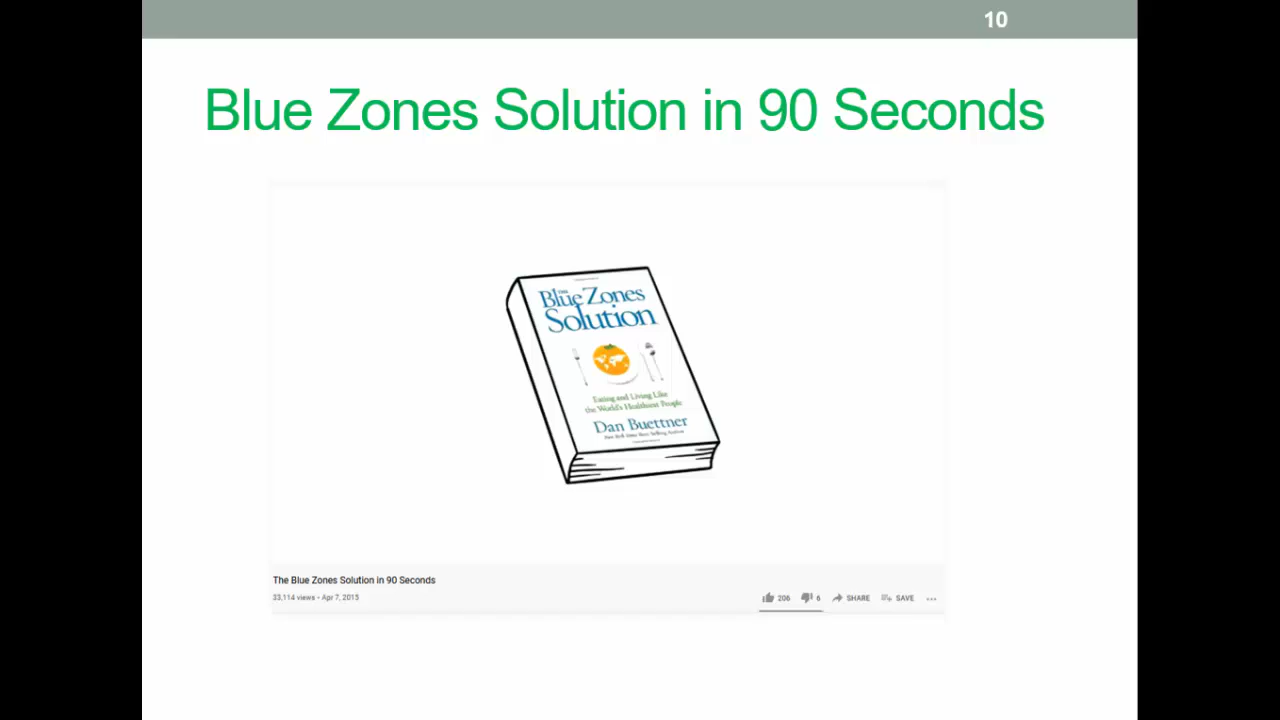 10
Blue Zones Solution in 90 Seconds
THE
Blue Zones
Solution
Eating and Living Like
the World's Healthiest People
Dan Buettner
The Blue Zones Solution in 90 Seconds
33,114 views • Apr 7, 2015
206 6 SHARE SAVE ...